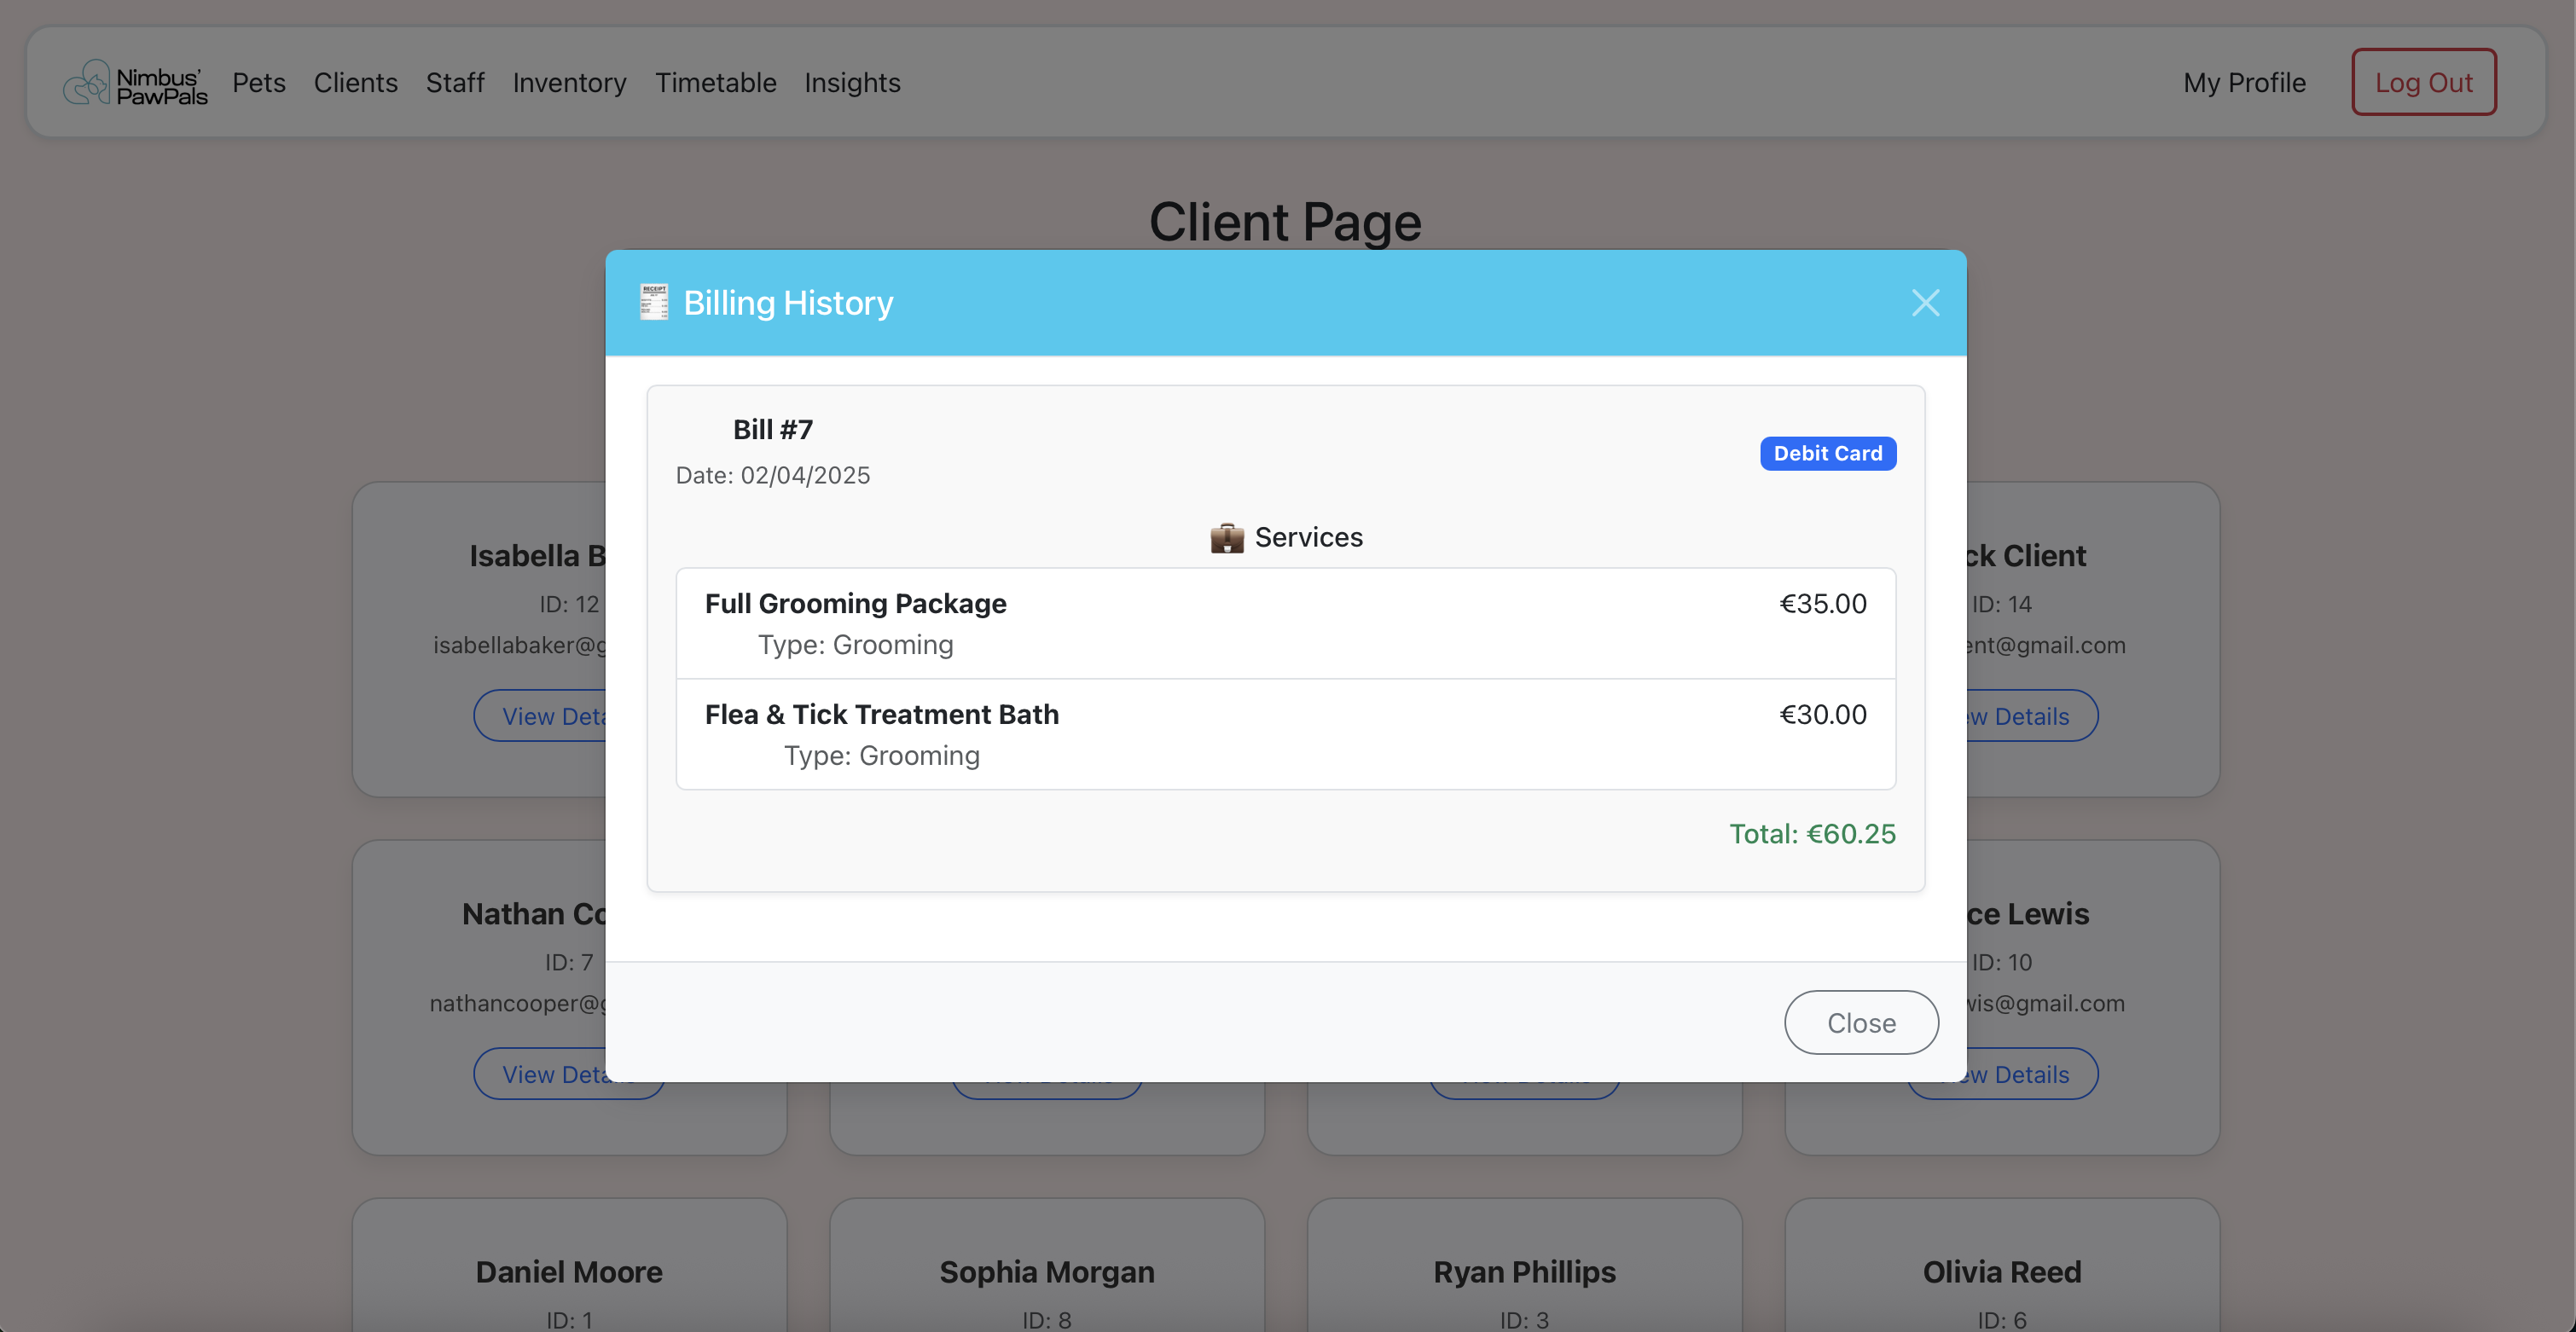 Nimbus'
PawPals
Pets
Clients
Staff
Inventory
Timetable
Insights
My Profile
Log Out
Client Page
RECEIPT
Billing History
Bill #7
Debit Card
Date: 02/04/2025
Services
Full Grooming Package
€35.00
Type: Grooming
Flea & Tick Treatment Bath
€30.00
Type: Grooming
Total: €60.25
Close
Isabella B
ID: 12
isabellabaker@g
View Deta
ck Client
ID: 14
ent@gmail.com
ew Details
Nathan Co
ID: 7
nathancooper@g
View Deta
ce Lewis
ID: 10
wis@gmail.com
ew Details
Daniel Moore
ID: 1
Sophia Morgan
ID: 8
Ryan Phillips
ID: 3
Olivia Reed
ID: 6